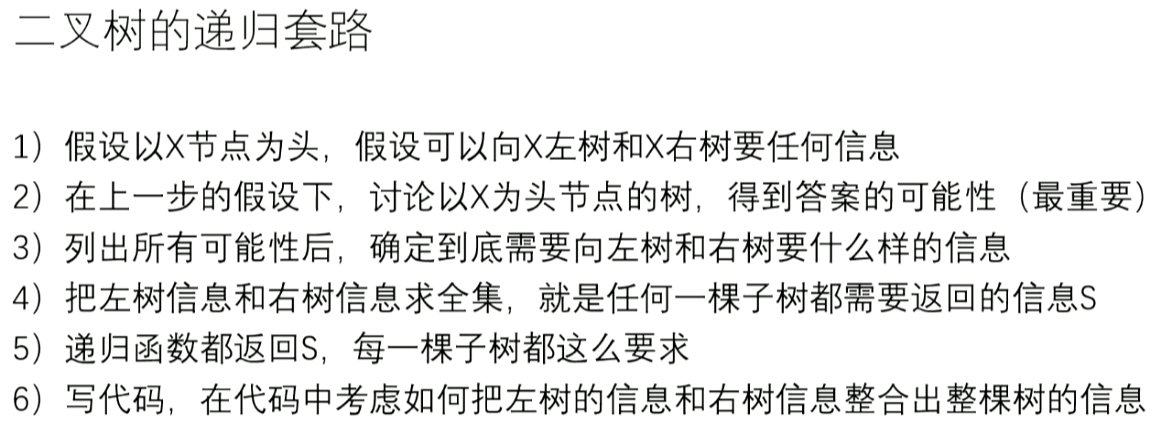 二叉树的递归套路
1）假设以X节点为头，假设可以向X左树和X右树要任何信息
2）在上一步的假设下，讨论以X为头节点的树，得到答案的可能性（最重要）
3）列出所有可能性后，确定到底需要向左树和右树要什么样的信息
4）把左树信息和右树信息求全集，就是任何一棵子树都需要返回的信息S
5）递归函数都返回S，每一棵子树都这么要求
6）写代码，在代码中考虑如何把左树的信息和右树信息整合出整棵树的信息